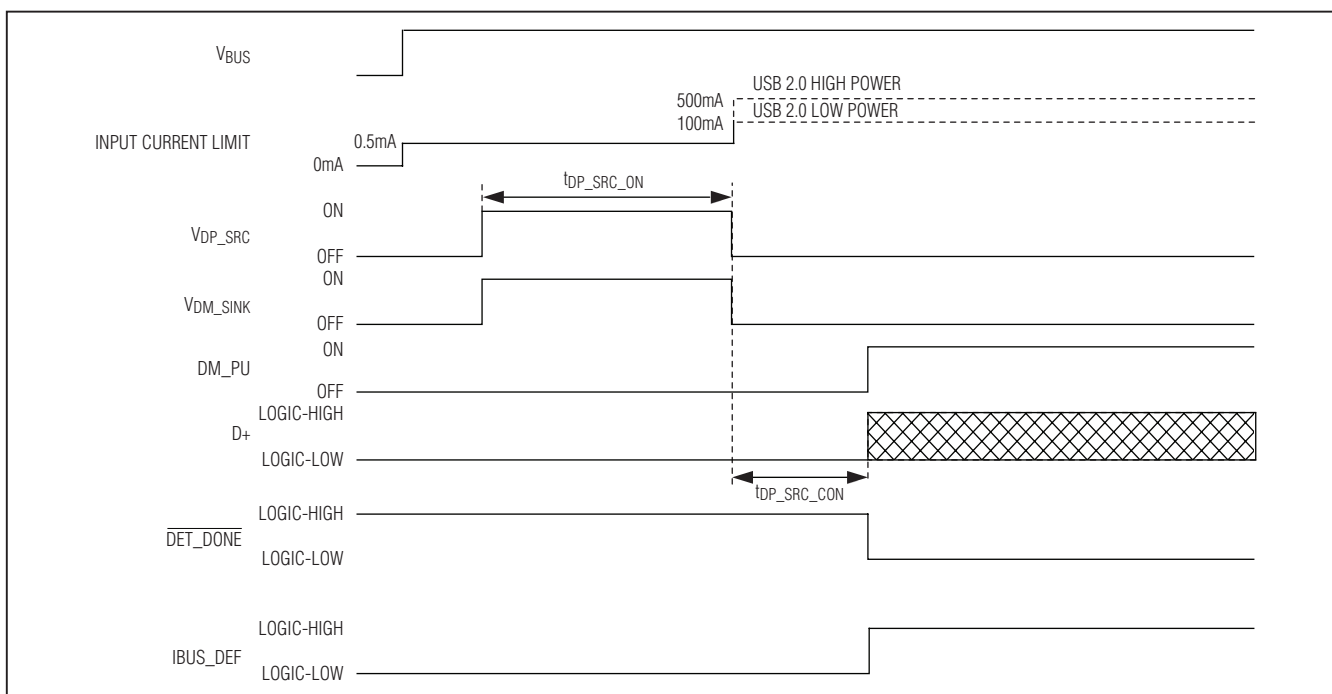 VBUS
USB 2.0 HIGH POWER
500mA
USB 2.0 LOW POWER
100mA
INPUT CURRENT LIMIT
0.5mA
0mA
tDP_SRC_ON
ON
VDP_SRC
OFF
ON
VDM_SINK
OFF
ON
DM_PU
OFF
LOGIC-HIGH
D+
LOGIC-LOW
tDP_SRC_CON
LOGIC-HIGH
DET_DONE
LOGIC-LOW
LOGIC-HIGH
IBUS_DEF
LOGIC-LOW